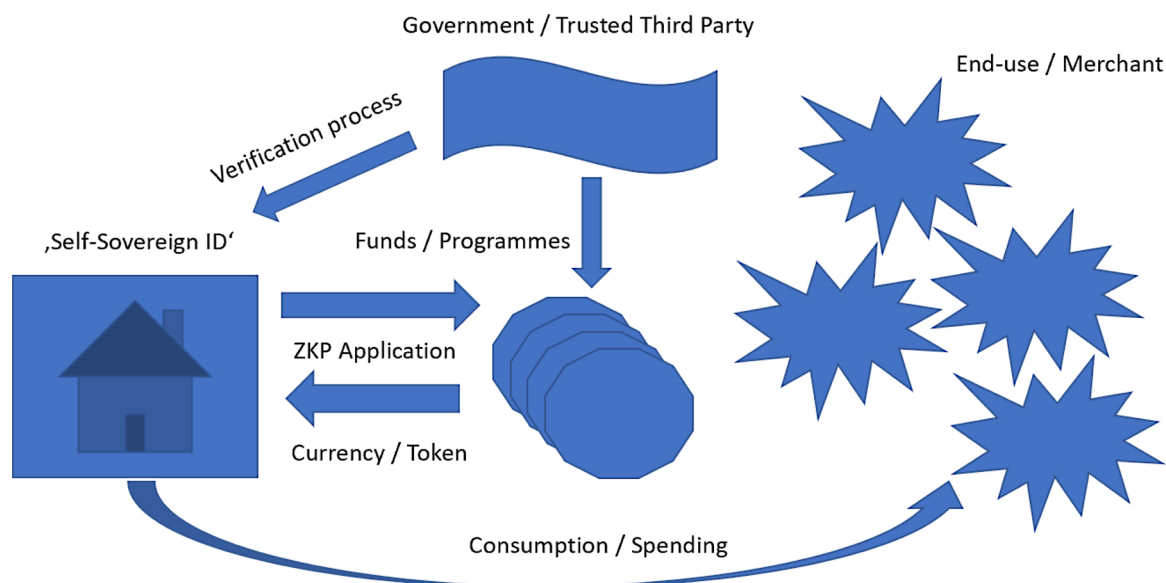 Government / Trusted Third Party
End-use / Merchant
Verification process
‚Self-Sovereign ID‘
Funds / Programmes
ZKP Application
Currency / Token
Consumption / Spending